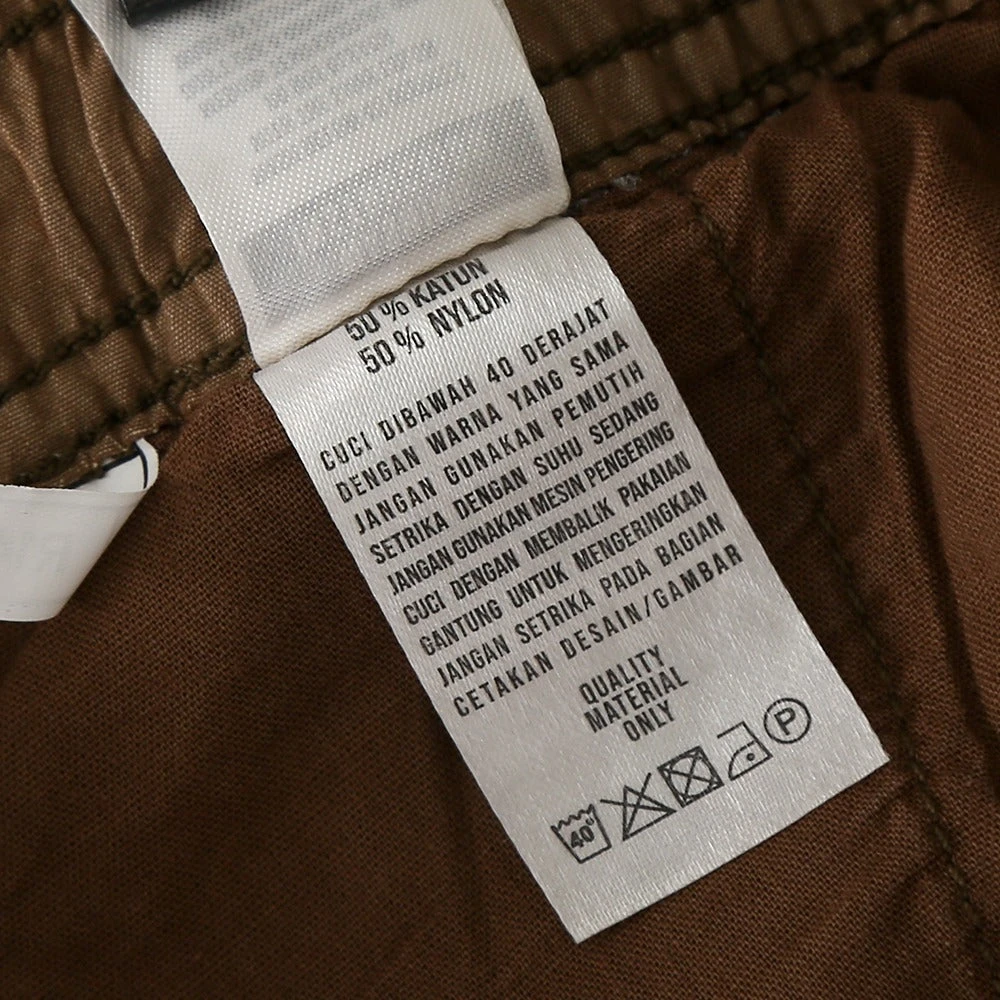 50% KATUN
50% NYLON
CUCI DIBAWAH 40 DERAJAT
DENGAN WARNA YANG SAMA
JANGAN GUNAKAN PEMUTIH
SETRIKA DENGAN SUHU SEDANG
JANGAN GUNAKAN MESIN PENGERING
CUCI DENGAN MEMBALIK PAKAIAN
GANTUNG UNTUK MENGERINGKAN
JANGAN SETRIKA PADA BAGIAN
CETAKAN DESAIN/GAMBAR
QUALITY
MATERIAL
ONLY
40° P